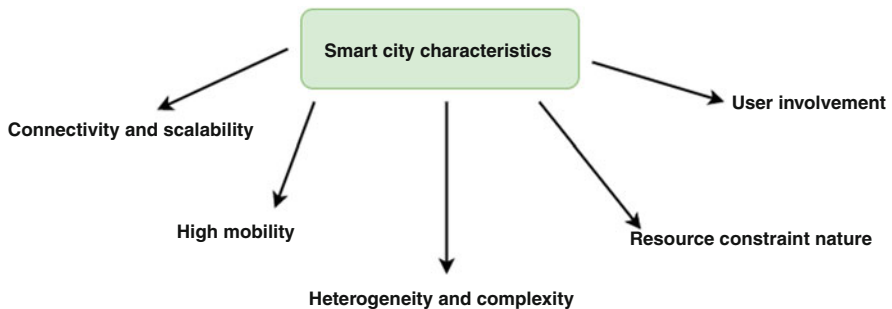 Smart city characteristics
User involvement
Connectivity and scalability
High mobility
Resource constraint nature
Heterogeneity and complexity